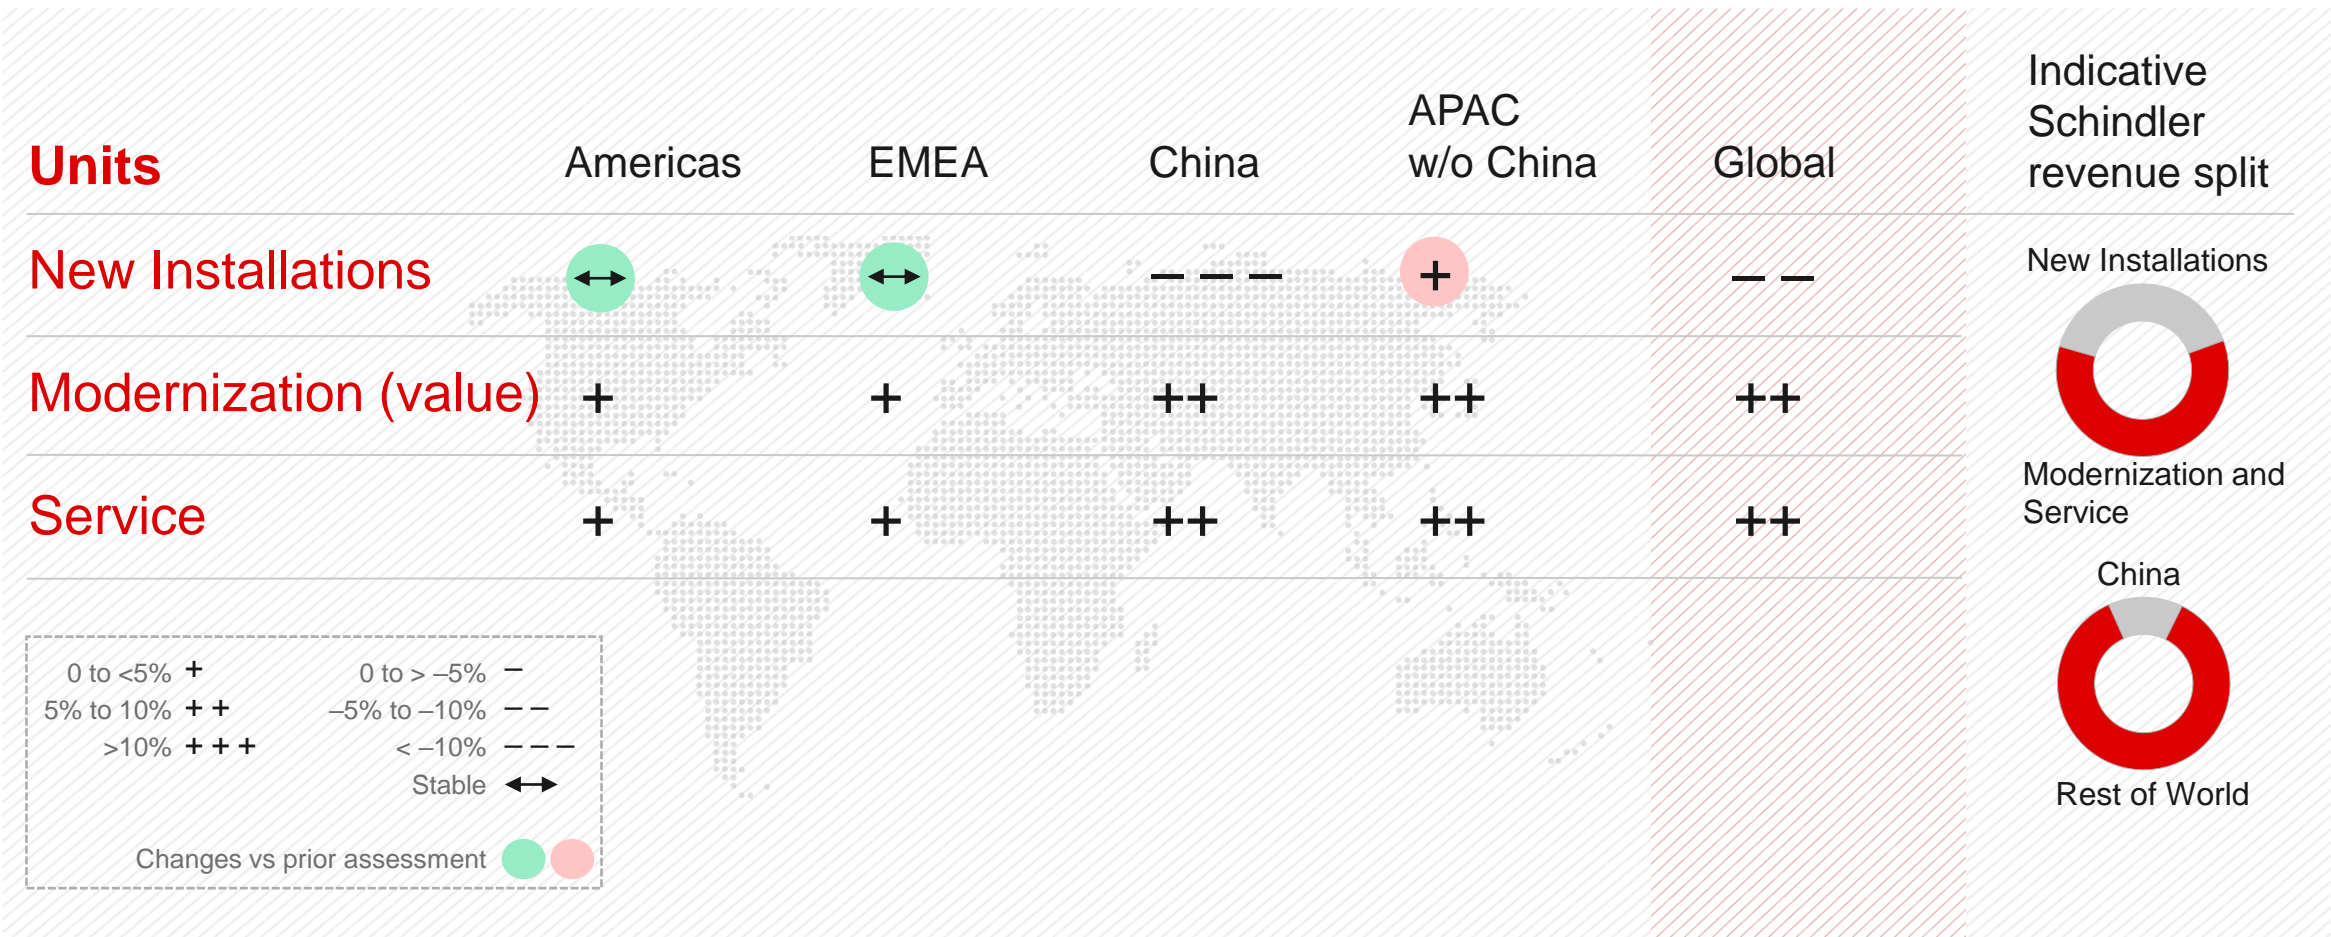 Units
Americas
EMEA
China
APAC
w/o China
Global
Indicative
Schindler
revenue split
New Installations
↔
↔
– – –
+
– –
Modernization (value)
+
+
++
++
++
Service
+
+
++
++
++
New Installations
Modernization and
Service
China
Rest of World
0 to <5% +
5% to 10% + +
>10% + + +
0 to > –5% –
–5% to –10% – –
< –10% – – –
Stable ↔
Changes vs prior assessment